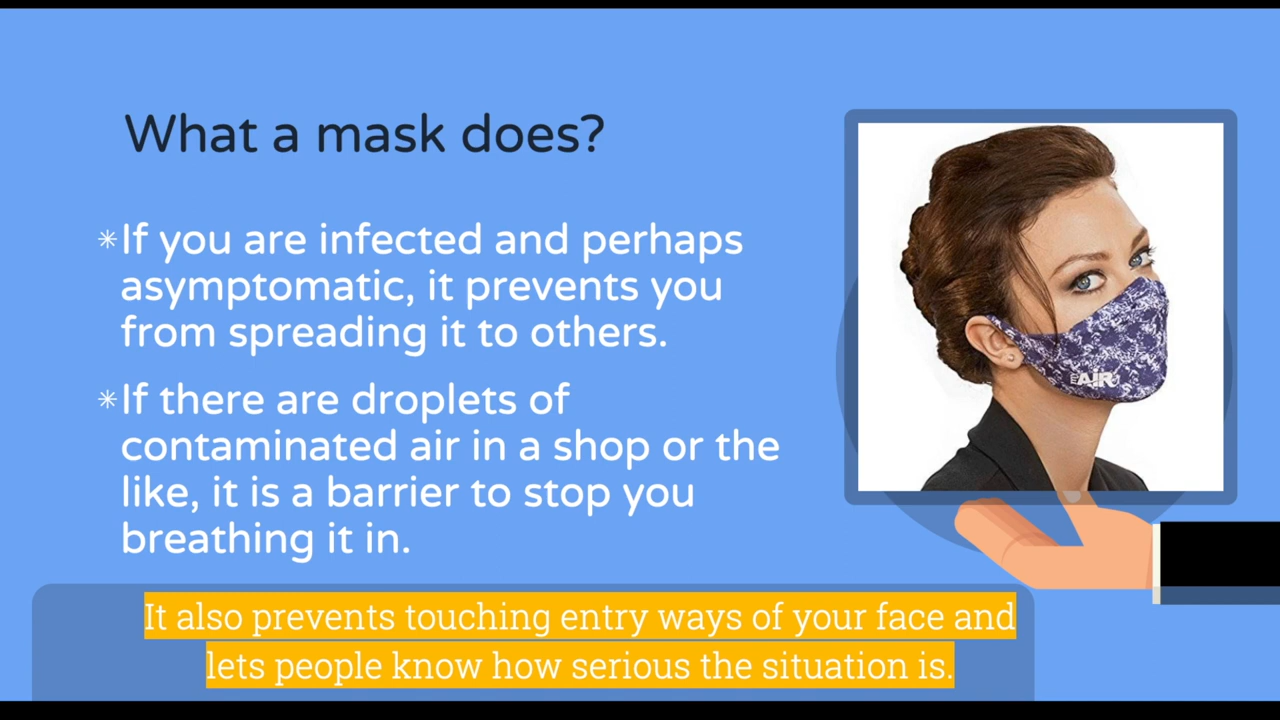 What a mask does?
✳If you are infected and perhaps
asymptomatic, it prevents you
from spreading it to others.
✳If there are droplets of
contaminated air in a shop or the
like, it is a barrier to stop you
breathing it in.
AIR
It also prevents touching entry ways of your face and
lets people know how serious the situation is.